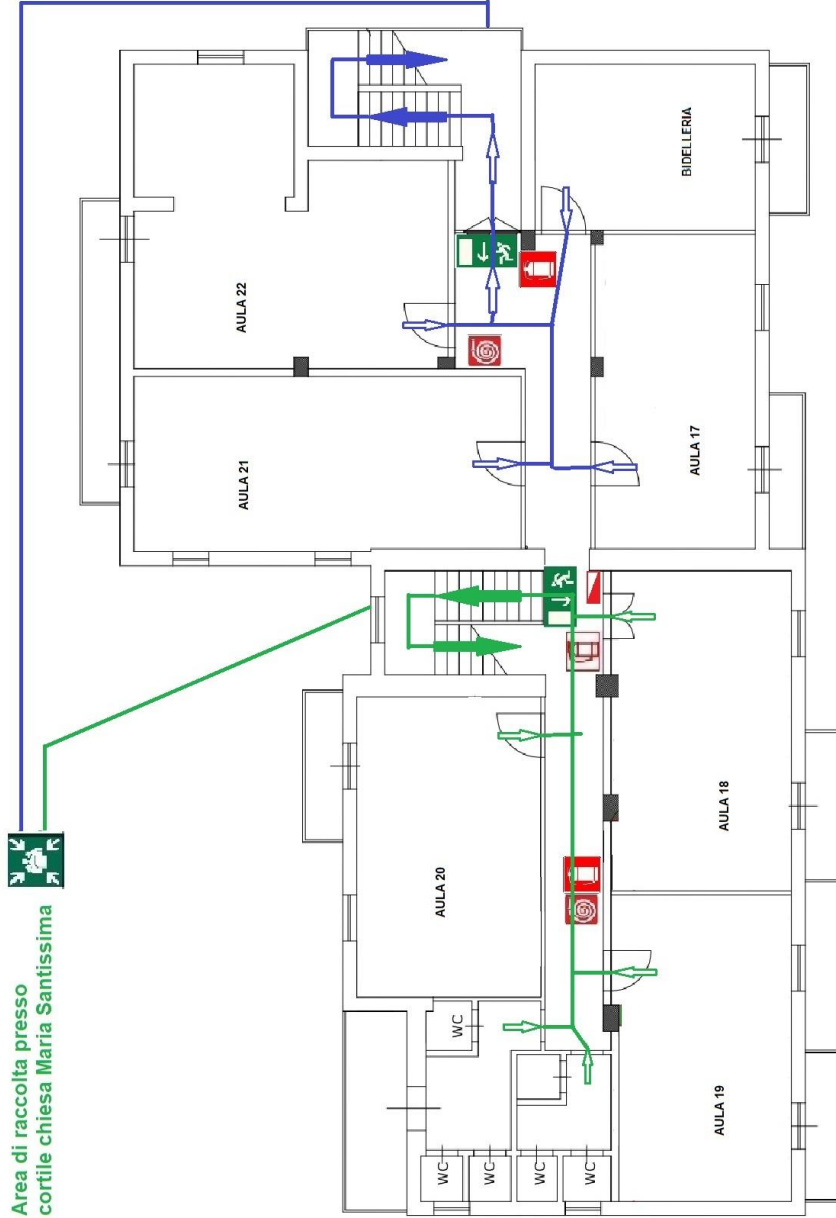 Area di raccolta presso
cortile chiesa Maria Santissima
AULA 22
AULA 21
BIDELLERIA
AULA 17
AULA 20
AULA 18
AULA 19
WC
WC
WC
WC
WC
WC